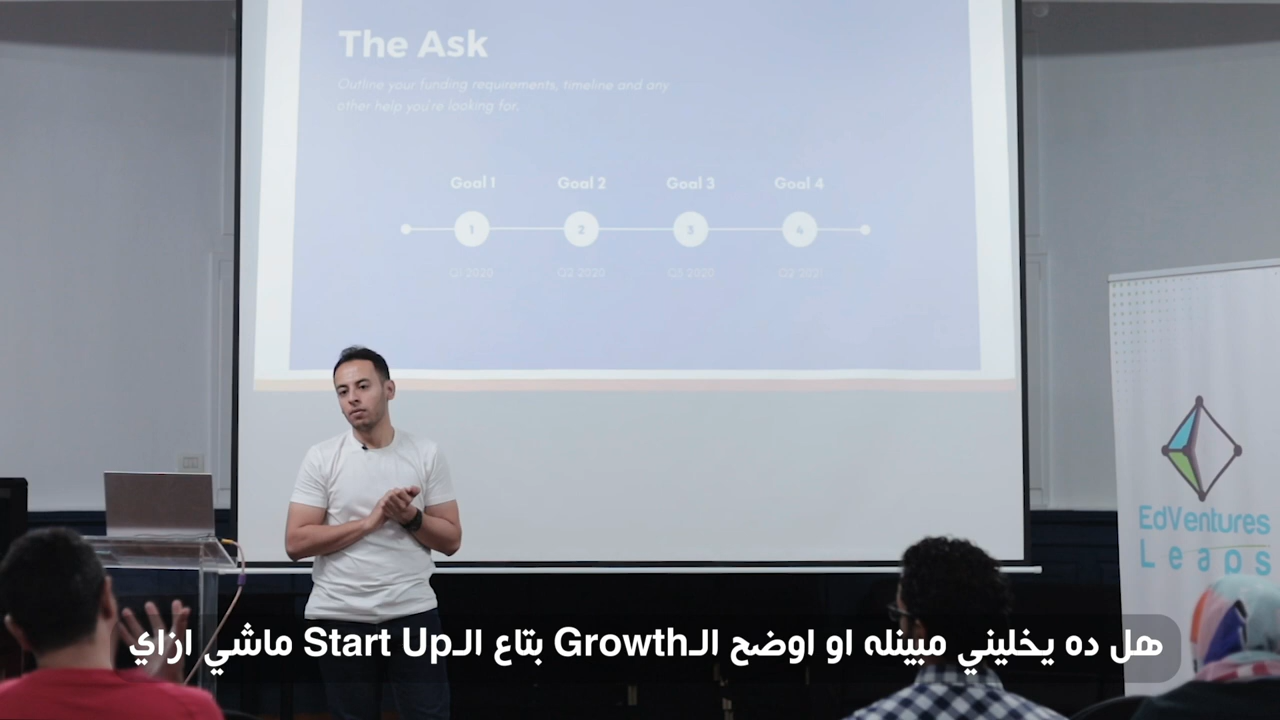 The Ask
Outline your funding requirements, timeline and any
other help you're looking for.
Goal 1 Goal 2 Goal 3 Goal 4
1 2 3 4
Q1 2020 Q2 2020 Q3 2020 Q2 2021
EdVentures
Leaps
هل ده يخليني مبينله او اوضح الـGrowth بتاع الـStart Up ماشي ازاي